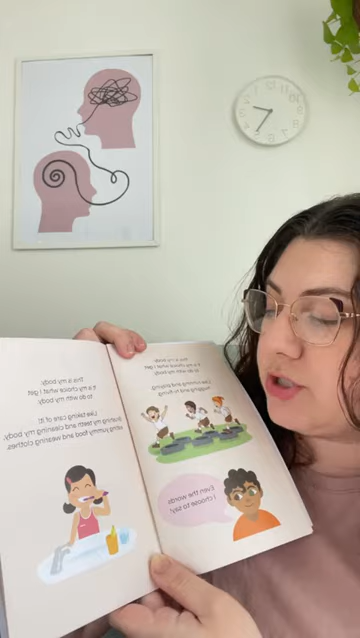 This is my body.
It is my choice what I get
to do with my body.
Like running and jumping,
and
Even the words
I choose to say!
This is my body.
It is my choice what I get
to do with my body.
Like taking care of it!
Brushing my teeth and cleaning my body,
eating yummy food and wearing clothes.